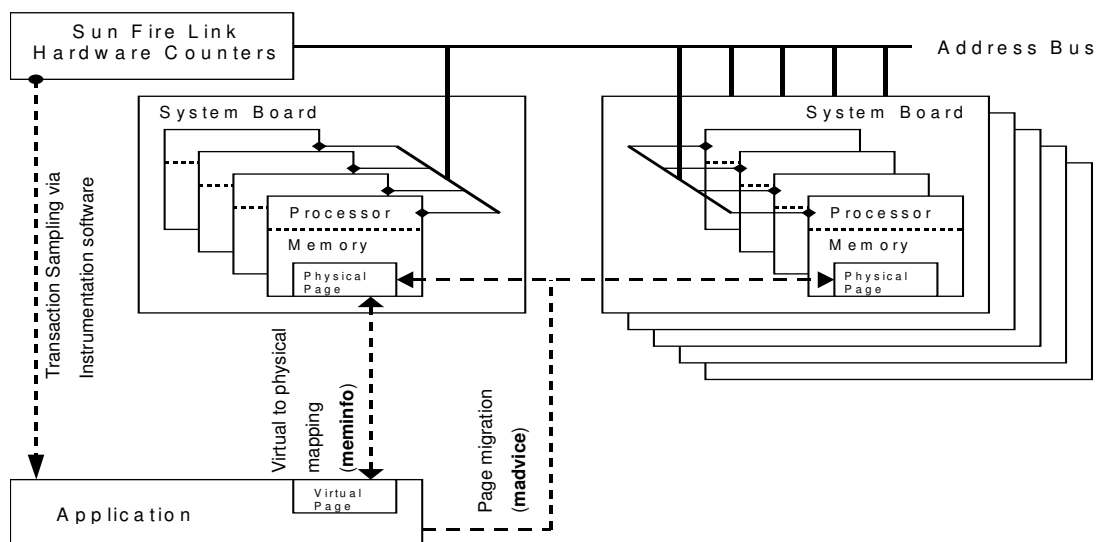 Sun Fire Link
Hardware Counters
Address Bus
System Board
Processor
Memory
Physical
Page
System Board
Processor
Memory
Physical
Page
Transaction Sampling via
Instrumentation software
Virtual to physical
mapping
(meminfo)
Page migration
(madvice)
Application
Virtual
Page